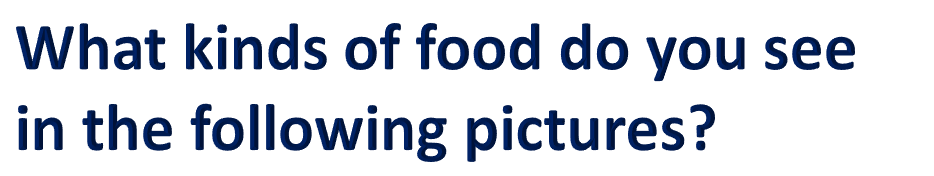 What kinds of food do you see
in the following pictures?